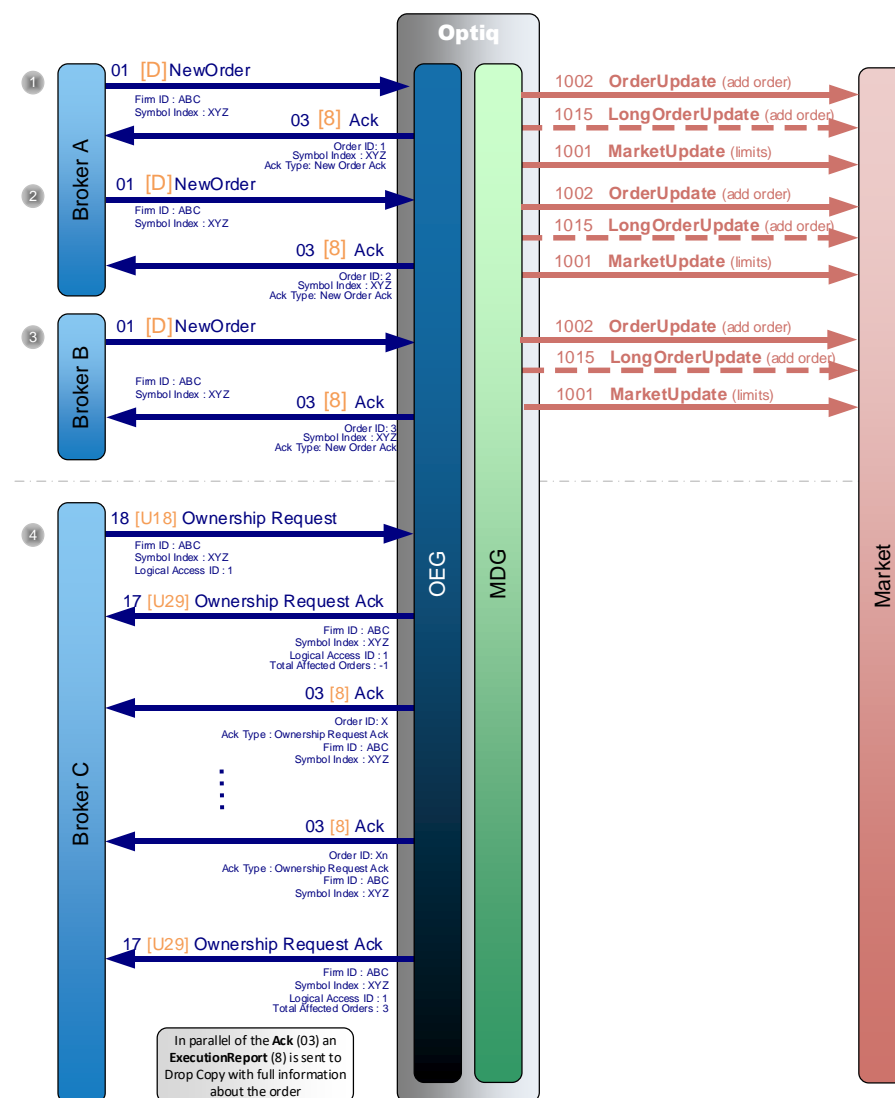 Optiq
1
01 [D] NewOrder
Firm ID : ABC
Symbol Index : XYZ
03 [8] Ack
Order ID: 1
Symbol Index : XYZ
Ack Type: New Order Ack
1002 OrderUpdate (add order)
1015 LongOrderUpdate (add order)
1001 MarketUpdate (limits)
Broker A
2
01 [D] NewOrder
Firm ID : ABC
Symbol Index : XYZ
03 [8] Ack
Order ID: 2
Symbol Index : XYZ
Ack Type: New Order Ack
1002 OrderUpdate (add order)
1015 LongOrderUpdate (add order)
1001 MarketUpdate (limits)
3
Broker B
01 [D] NewOrder
Firm ID : ABC
Symbol Index : XYZ
03 [8] Ack
Order ID: 3
Symbol Index : XYZ
Ack Type: New Order Ack
1002 OrderUpdate (add order)
1015 LongOrderUpdate (add order)
1001 MarketUpdate (limits)
4
18 [U18] Ownership Request
Firm ID : ABC
Symbol Index : XYZ
Logical Access ID : 1
OEG
MDG
Market
17 [U29] Ownership Request Ack
Firm ID : ABC
Symbol Index : XYZ
Logical Access ID : 1
Total Affected Orders : -1
03 [8] Ack
Order ID: X
Ack Type : Ownership Request Ack
Firm ID : ABC
Symbol Index : XYZ
Broker C
03 [8] Ack
Order ID: Xn
Ack Type : Ownership Request Ack
Firm ID : ABC
Symbol Index : XYZ
17 [U29] Ownership Request Ack
Firm ID : ABC
Symbol Index : XYZ
Logical Access ID : 1
Total Affected Orders : 3
In parallel of the Ack (03) an
ExecutionReport (8) is sent to
Drop Copy with full information
about the order